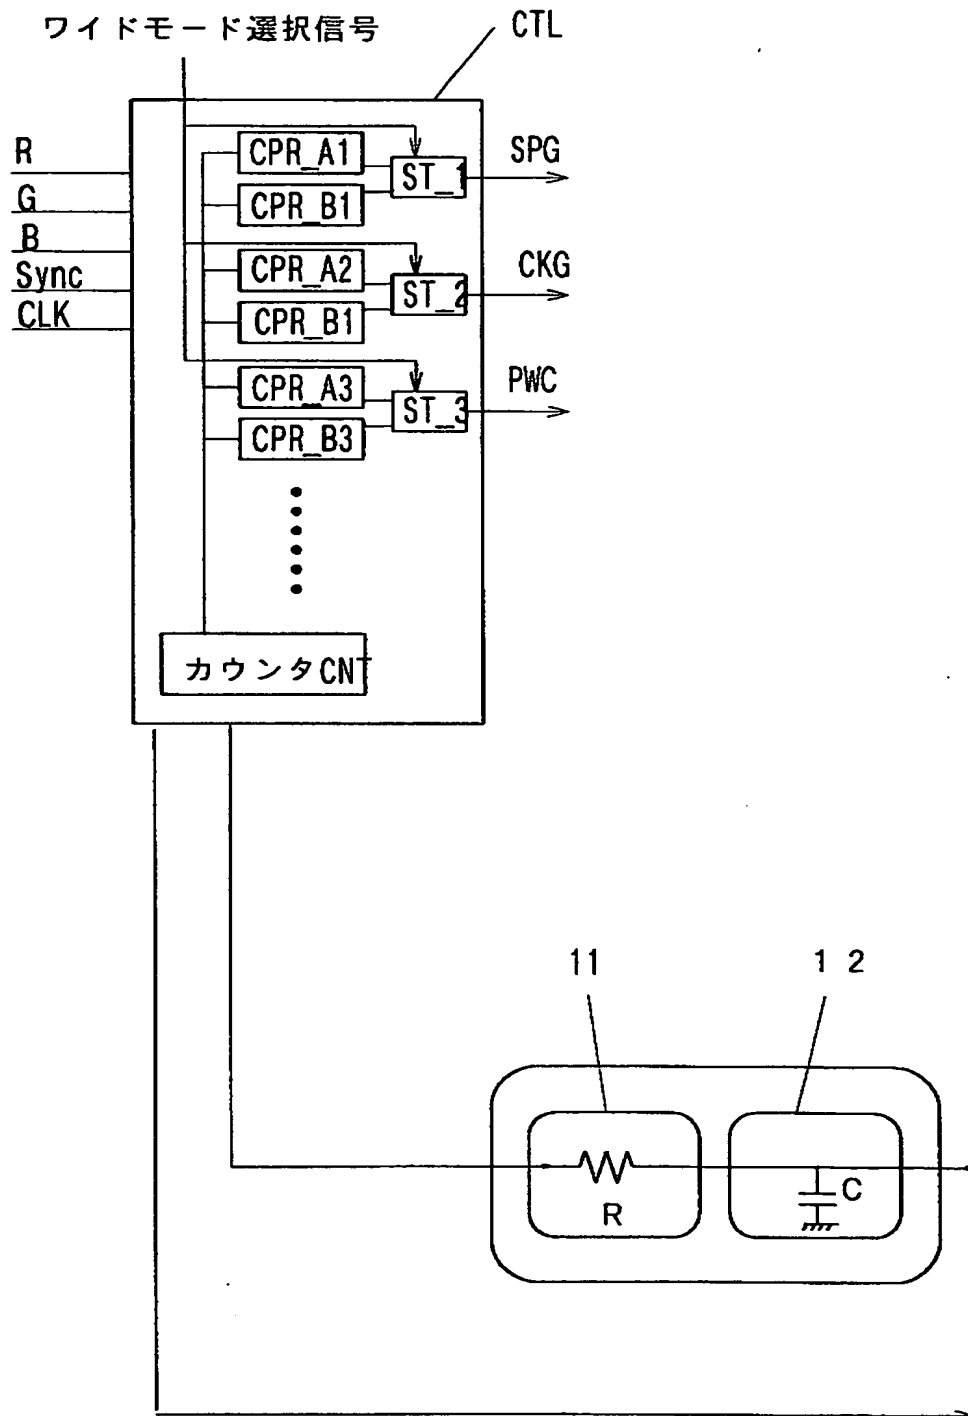 ワイドモード選択信号
CTL
R
G
B
Sync
CLK
CPR_A1
CPR_B1
ST_1
SPG
CPR_A2
CPR_B1
ST_2
CKG
CPR_A3
CPR_B3
ST_3
PWC
カウンタCNT
11
1 2
R
C